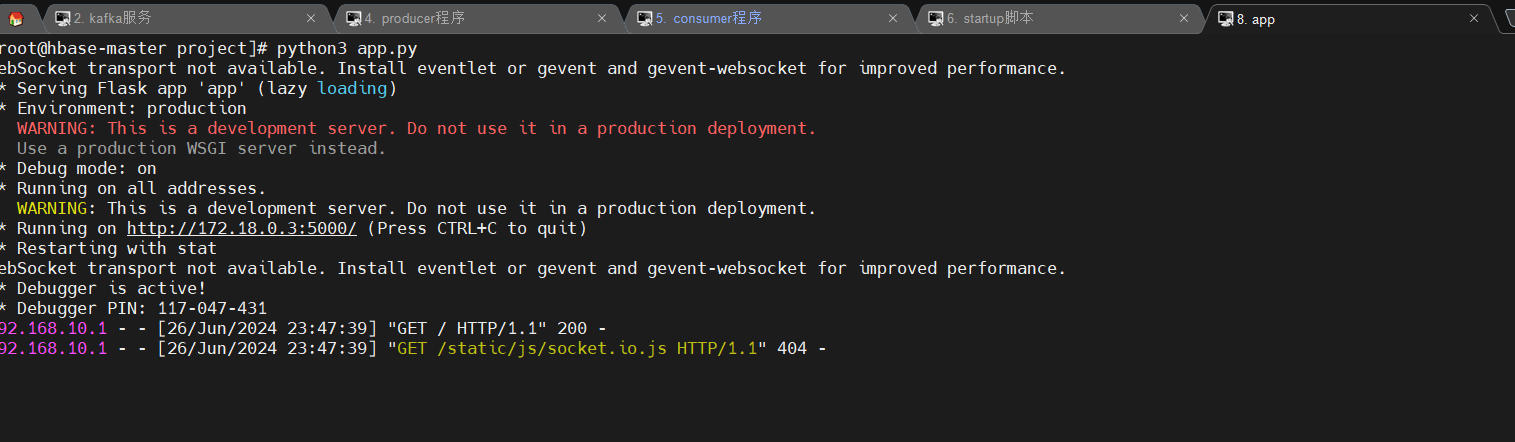 2. kafka服务
4. producer程序
5. consumer程序
6. startup脚本
8. app
root@hbase-master project]# python3 app.py
ebSocket transport not available. Install eventlet or gevent and gevent-websocket for improved performance.
* Serving Flask app 'app' (lazy loading)
* Environment: production
WARNING: This is a development server. Do not use it in a production deployment.
Use a production WSGI server instead.
* Debug mode: on
* Running on all addresses.
WARNING: This is a development server. Do not use it in a production deployment.
* Running on http://172.18.0.3:5000/ (Press CTRL+C to quit)
* Restarting with stat
ebSocket transport not available. Install eventlet or gevent and gevent-websocket for improved performance.
* Debugger is active!
* Debugger PIN: 117-047-431
92.168.10.1 - - [26/Jun/2024 23:47:39] "GET / HTTP/1.1" 200 -
92.168.10.1 - - [26/Jun/2024 23:47:39] "GET /static/js/socket.io.js HTTP/1.1" 404 -